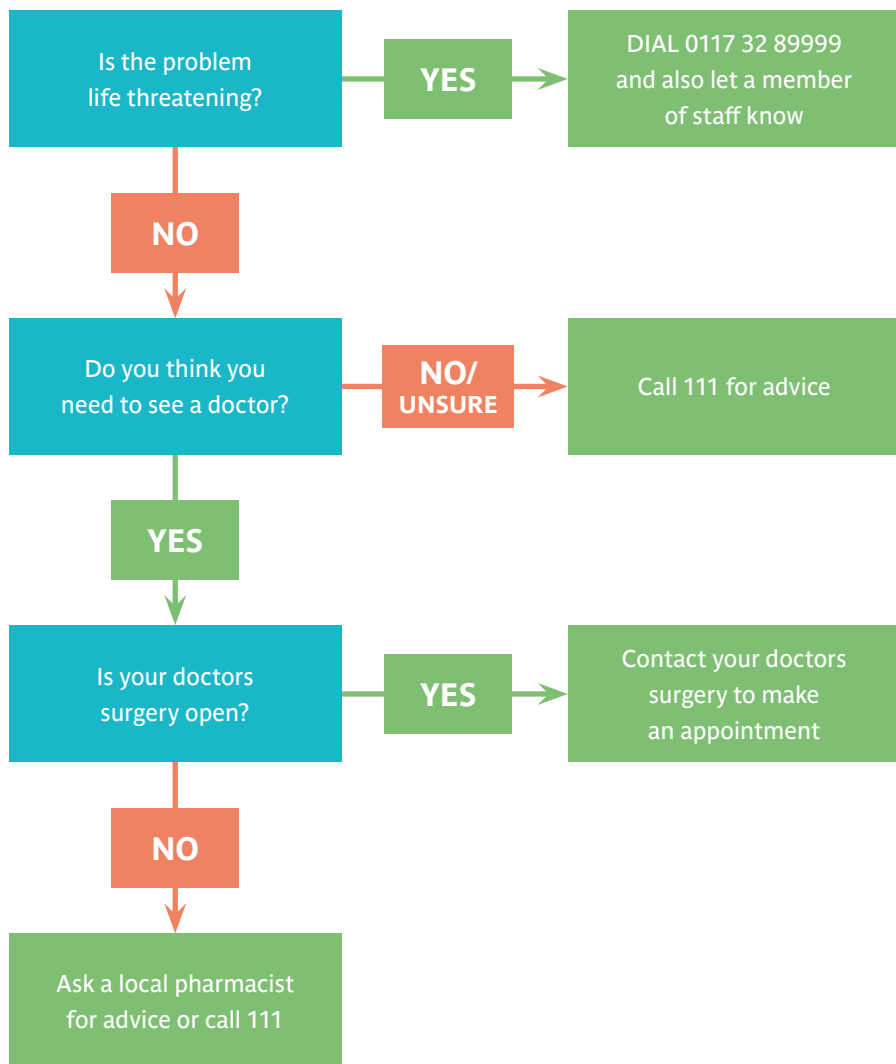 Is the problem
life threatening?
YES
DIAL 0117 32 89999
and also let a member
of staff know
NO
Do you think you
need to see a doctor?
NO/
UNSURE
Call 111 for advice
YES
Is your doctors
surgery open?
YES
Contact your doctors
surgery to make
an appointment
NO
Ask a local pharmacist
for advice or call 111